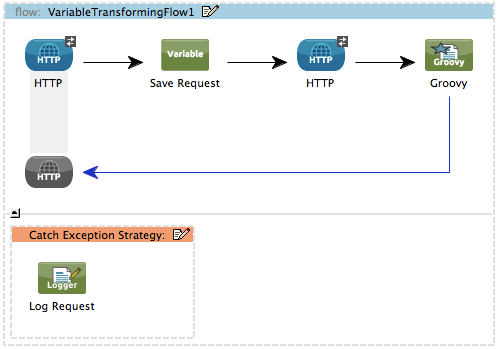 flow: VariableTransformingFlow1
HTTP Variable HTTP Groovy
HTTP Save Request HTTP Groovy
HTTP
Catch Exception Strategy:
Logger
Log Request